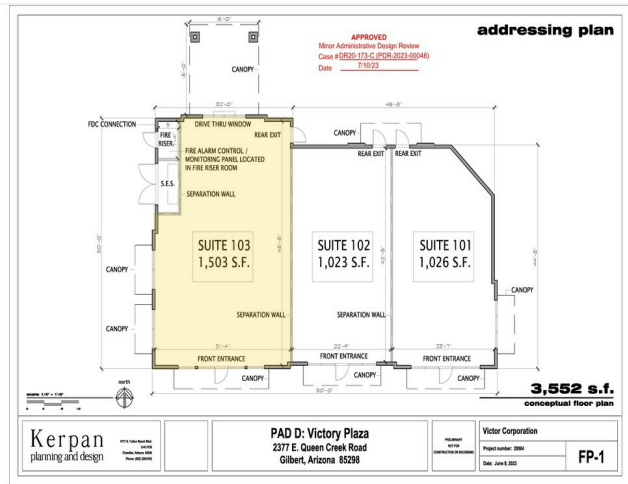 addressing plan
APPROVED
Minor Administrative Design Review
Case # DR20-173-C (PDR-2023-00048)
Date 7/10/23
16'-0"
CANOPY
32'-0"
48'-8"
FDC CONNECTION
DRIVE THRU WINDOW
FIRE
RISER
REAR EXIT
CANOPY
FIRE ALARM CONTROL /
MONITORING PANEL LOCATED
IN FIRE RISER ROOM
REAR EXIT
REAR EXIT
S.E.S.
SEPARATION WALL
50'-0"
SUITE 103
1,503 S.F.
SUITE 102
1,023 S.F.
SUITE 101
1,026 S.F.
CANOPY
CANOPY
CANOPY
SEPARATION WALL
SEPARATION WALL
31'-4"
22'-4"
FRONT ENTRANCE
FRONT ENTRANCE
FRONT ENTRANCE
CANOPY
CANOPY
CANOPY
80'-0"
north
3,552 s.f.
conceptual floor plan
Kerpan
planning and design
PAD D: Victory Plaza
2377 E. Queen Creek Road
Gilbert, Arizona 85298
PRELIMINARY
NOT FOR
CONSTRUCTION OR RECORDING
Victor Corporation
Project number: 20004
Date: June 9, 2023
FP-1